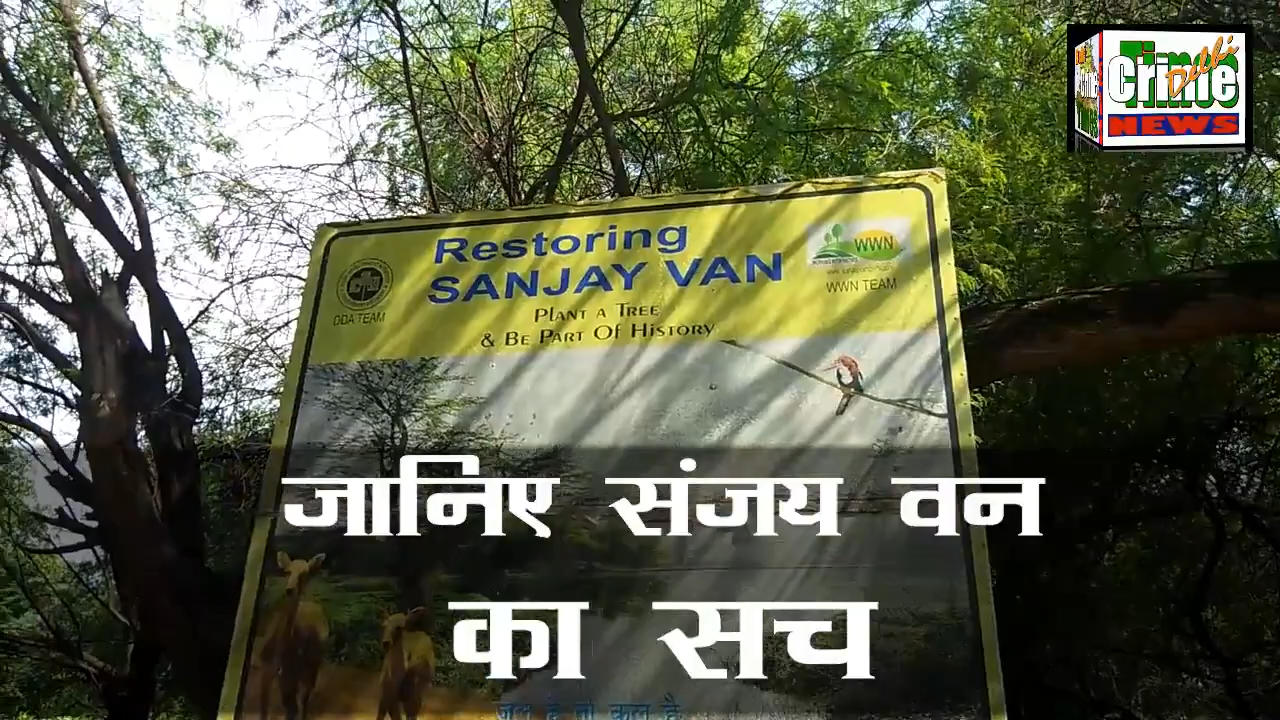 Crime
Delhi
Times
NEWS
Restoring
SANJAY VAN
PLANT A TREE
& BE PART OF HISTORY
DDA TEAM
WWN
WWN TEAM
जानिए संजय वन
का सच